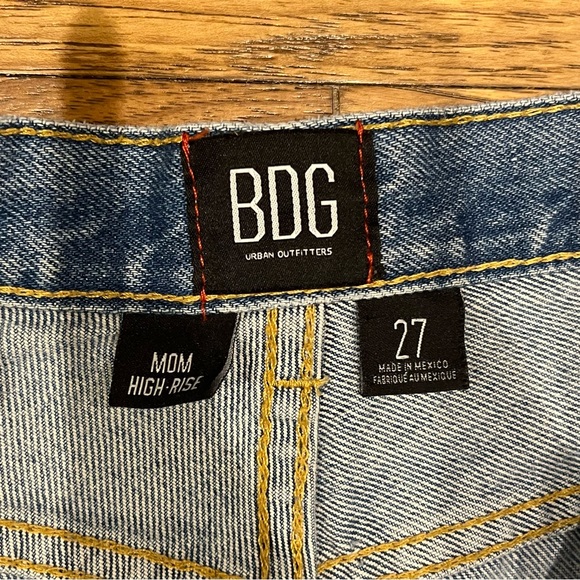 BDG
URBAN OUTFITTERS
MOM
HIGH-RISE
27
MADE IN MEXICO
FABRIQUÉ AU MEXIQUE